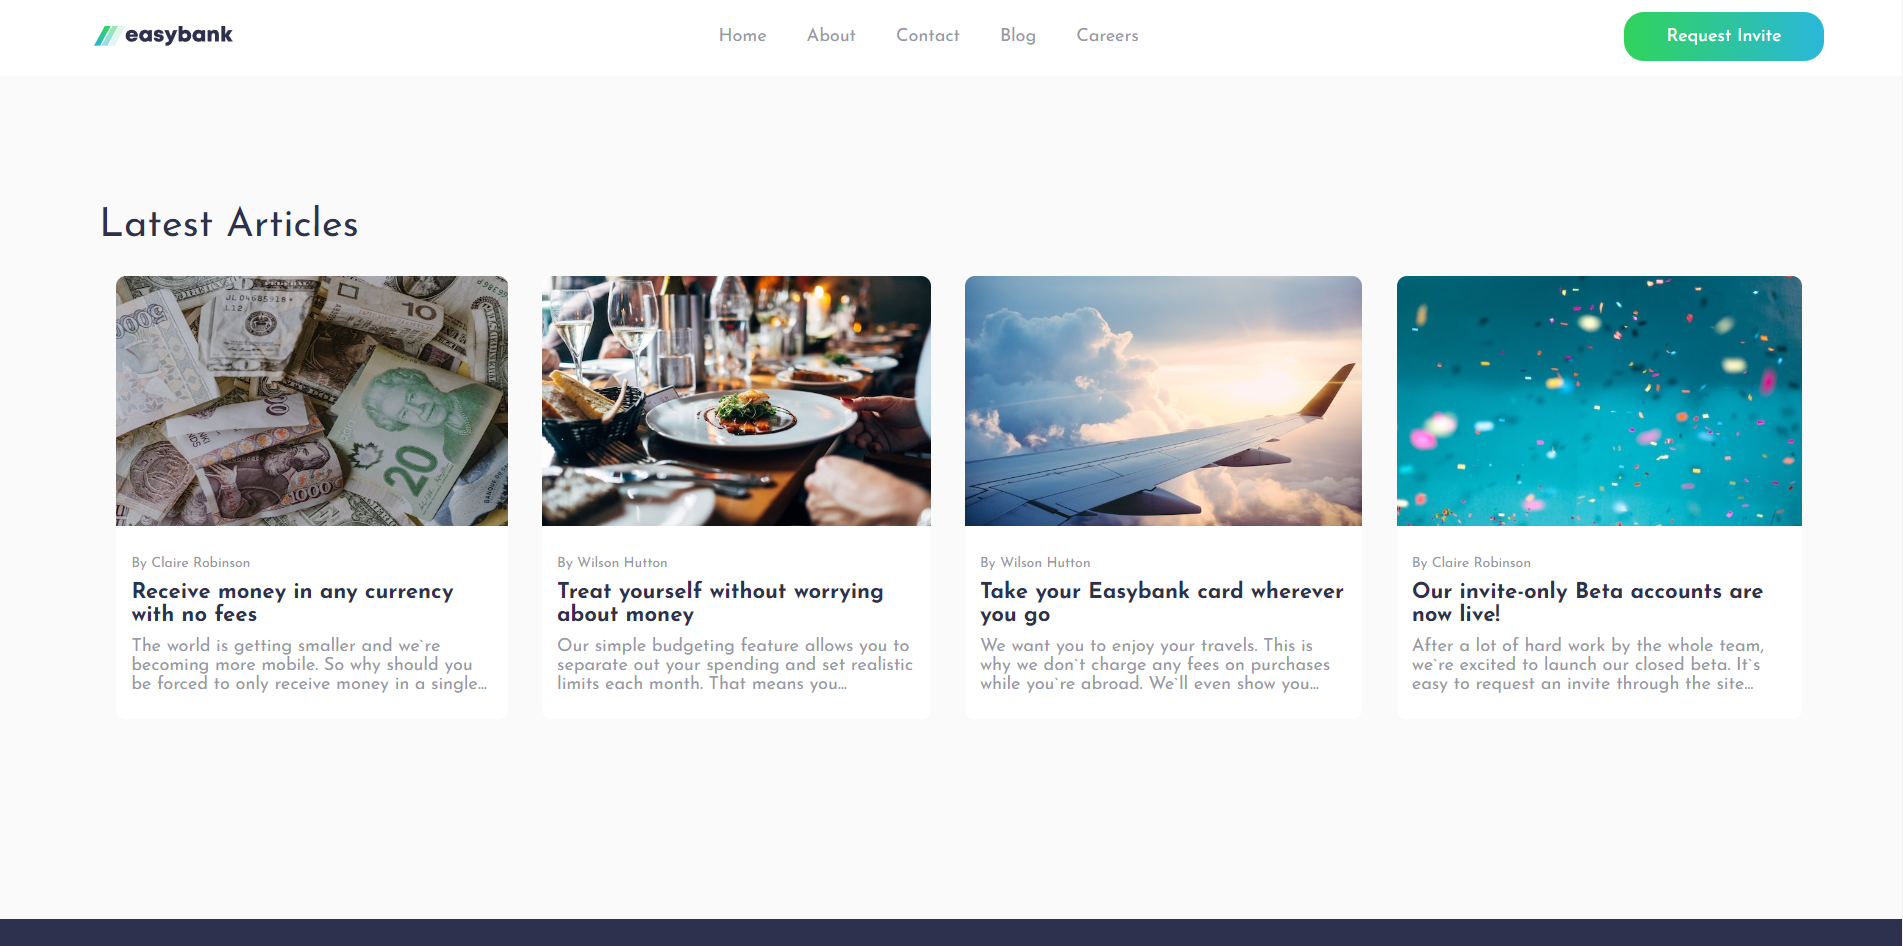 easybank
Home About Contact Blog Careers
Request Invite
Latest Articles
JL 04685918 *
L12
10
20
1000
By Claire Robinson
Receive money in any currency
with no fees
The world is getting smaller and we`re
becoming more mobile. So why should you
be forced to only receive money in a single...
By Wilson Hutton
Treat yourself without worrying
about money
Our simple budgeting feature allows you to
separate out your spending and set realistic
limits each month. That means you...
By Wilson Hutton
Take your Easybank card wherever
you go
We want you to enjoy your travels. This is
why we don`t charge any fees on purchases
while you`re abroad. We`ll even show you...
By Claire Robinson
Our invite-only Beta accounts are
now live!
After a lot of hard work by the whole team,
we`re excited to launch our closed beta. It`s
easy to request an invite through the site...